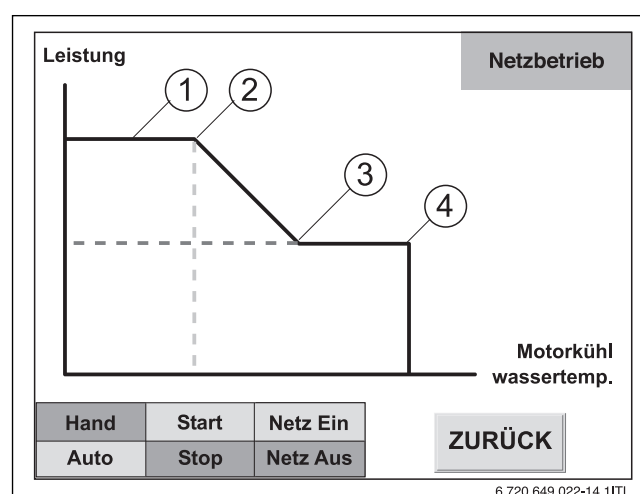 Leistung
Netzbetrieb
1
2
3
4
Motorkühl
wassertemp.
Hand Start Netz Ein
Auto Stop Netz Aus
ZURÜCK
6 720 649 022-14.1ITL